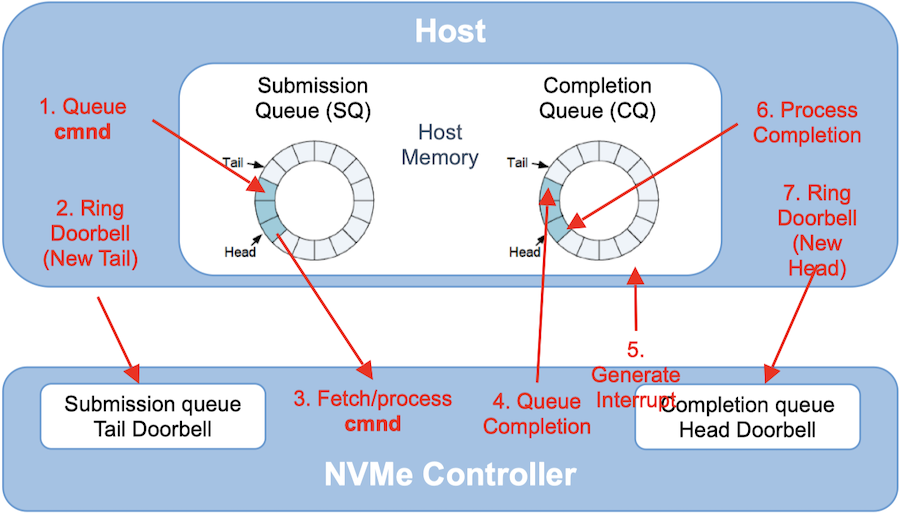 Host
Submission
Queue (SQ)
Completion
Queue (CQ)
Host
Memory
1. Queue
cmnd
6. Process
Completion
Tail
Tail
2. Ring
Doorbell
(New Tail)
7. Ring
Doorbell
(New
Head)
Head
Head
5.
Generate
Interrupt
3. Fetch/process
cmnd
4. Queue
Completion
Submission queue
Tail Doorbell
Completion queue
Head Doorbell
NVMe Controller